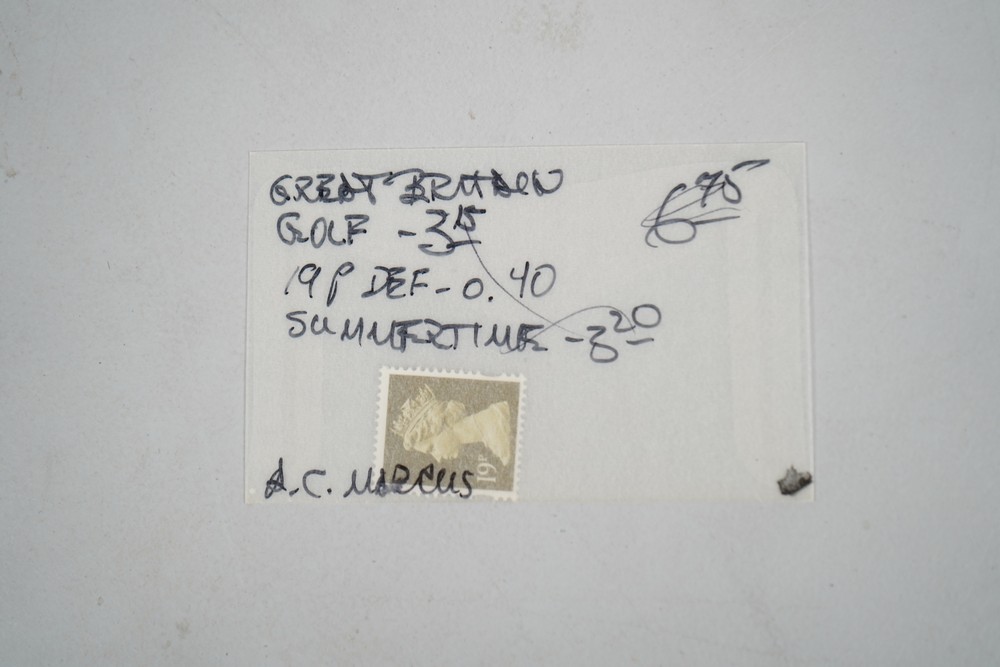 GREAT BRITAIN
6 75
GOLF - 3 15
19P DEF - 0.40
SUMMERTIME - 3 20
19P
A.C. MARCUS